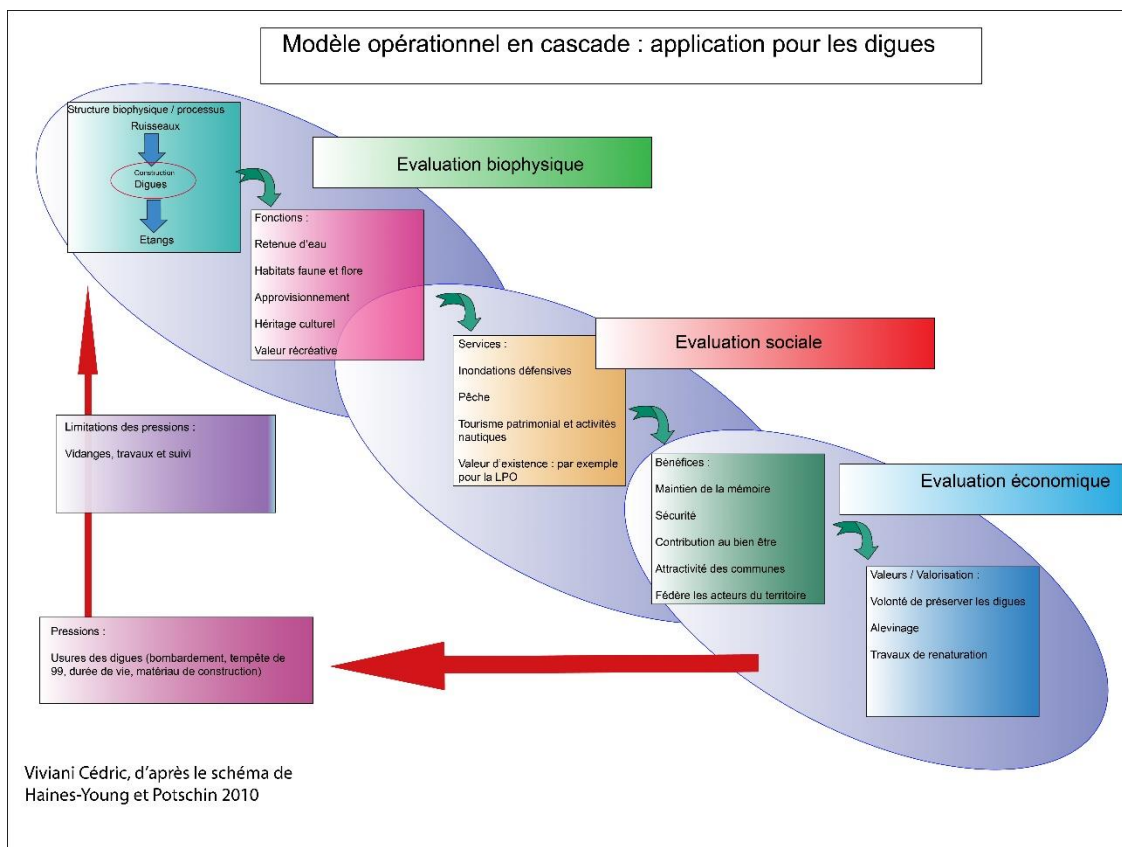 Modèle opérationnel en cascade : application pour les digues
Structure biophysique / processus
Ruisseaux
Construction
Digues
Etangs
Evaluation biophysique
Fonctions :
Retenue d'eau
Habitats faune et flore
Approvisionnement
Héritage culturel
Valeur récréative
Evaluation sociale
Services :
Inondations défensives
Pêche
Tourisme patrimonial et activités
nautiques
Valeur d'existence : par exemple
pour la LPO
Evaluation économique
Bénéfices :
Maintien de la mémoire
Sécurité
Contribution au bien être
Attractivité des communes
Fédère les acteurs du territoire
Valeurs / Valorisation :
Volonté de préserver les digues
Alevinage
Travaux de renaturation
Limitations des pressions :
Vidanges, travaux et suivi
Pressions :
Usures des digues (bombardement, tempête de
99, durée de vie, matériau de construction)
Viviani Cédric, d'après le schéma de
Haines-Young et Potschin 2010